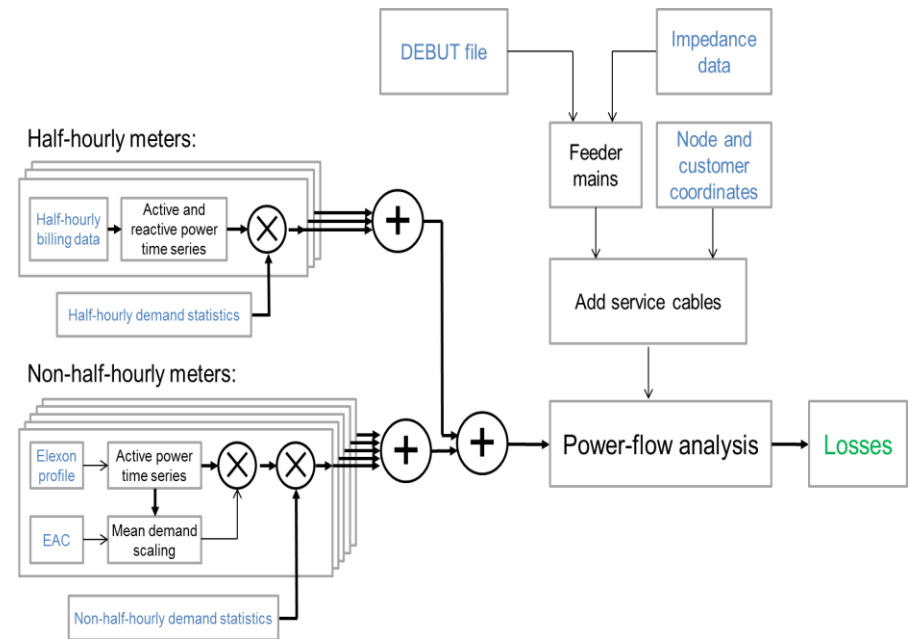 DEBUT file
Impedance
data
Half-hourly meters:
Feeder
mains
Node and
customer
coordinates
Half-hourly
billing data
Active and
reactive power
time series
×
+
Half-hourly demand statistics
Add service cables
Non-half-hourly meters:
Elexon
profile
Active power
time series
×
×
+
+
Power-flow analysis
Losses
EAC
Mean demand
scaling
Non-half-hourly demand statistics